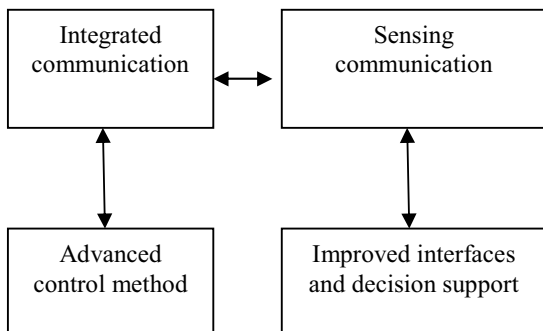 Integrated
communication
Sensing
communication
Advanced
control method
Improved interfaces
and decision support